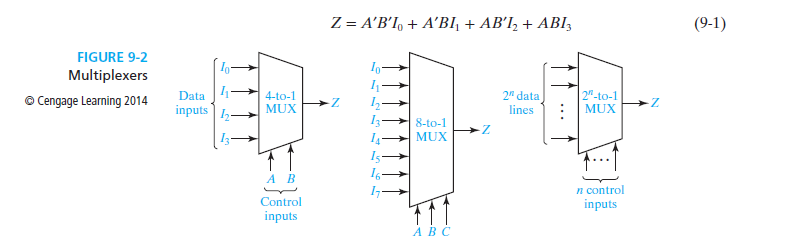 Z = A′B′I₀ + A′BI₁ + AB′I₂ + ABI₃ (9-1)
FIGURE 9-2
Multiplexers
© Cengage Learning 2014
Data
inputs
I₀
I₁
I₂
I₃
4-to-1
MUX
Z
A B
Control
inputs
I₀
I₁
I₂
I₃
I₄
I₅
I₆
I₇
8-to-1
MUX
Z
A B C
2ⁿ data
lines
⋮
2ⁿ-to-1
MUX
Z
...
n control
inputs